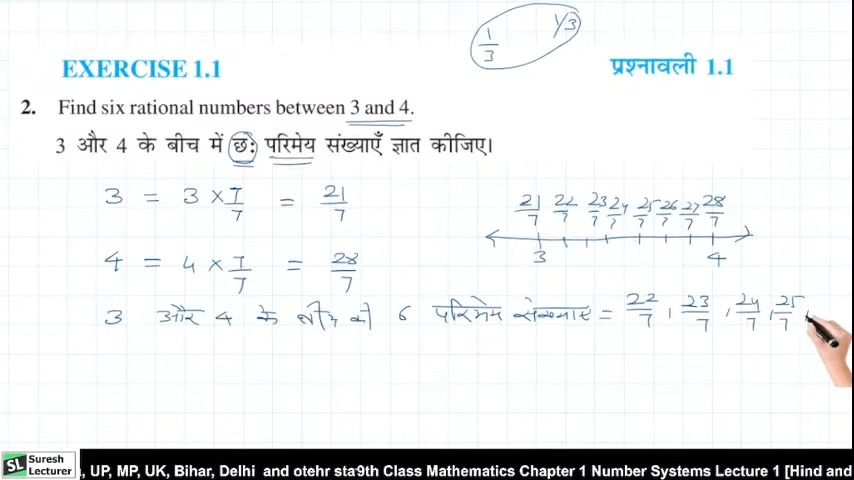 1/3 1/3
EXERCISE 1.1 प्रश्नावली 1.1
2. Find six rational numbers between 3 and 4.
3 और 4 के बीच में छः परिमेय संख्याएँ ज्ञात कीजिए।
3 = 3 × 7/7 = 21/7
21/7 22/7 23/7 24/7 25/7 26/7 27/7 28/7
3 4
4 = 4 × 7/7 = 28/7
3 और 4 के बीच की 6 परिमेय संख्याए = 22/7, 23/7, 24/7, 25/7,
SL Suresh Lecturer
, UP, MP, UK, Bihar, Delhi and otehr sta9th Class Mathematics Chapter 1 Number Systems Lecture 1 [Hind and